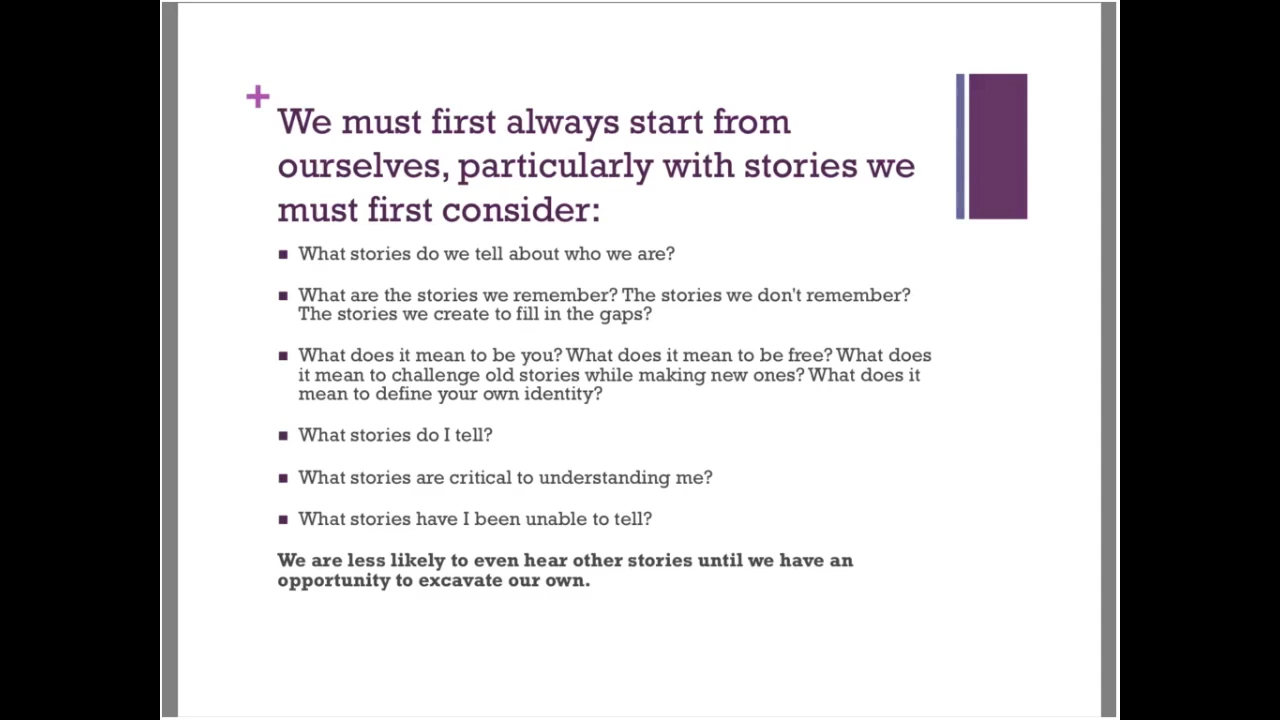 +
We must first always start from
ourselves, particularly with stories we
must first consider:
■ What stories do we tell about who we are?
■ What are the stories we remember? The stories we don't remember?
The stories we create to fill in the gaps?
■ What does it mean to be you? What does it mean to be free? What does
it mean to challenge old stories while making new ones? What does it
mean to define your own identity?
■ What stories do I tell?
■ What stories are critical to understanding me?
■ What stories have I been unable to tell?
We are less likely to even hear other stories until we have an
opportunity to excavate our own.